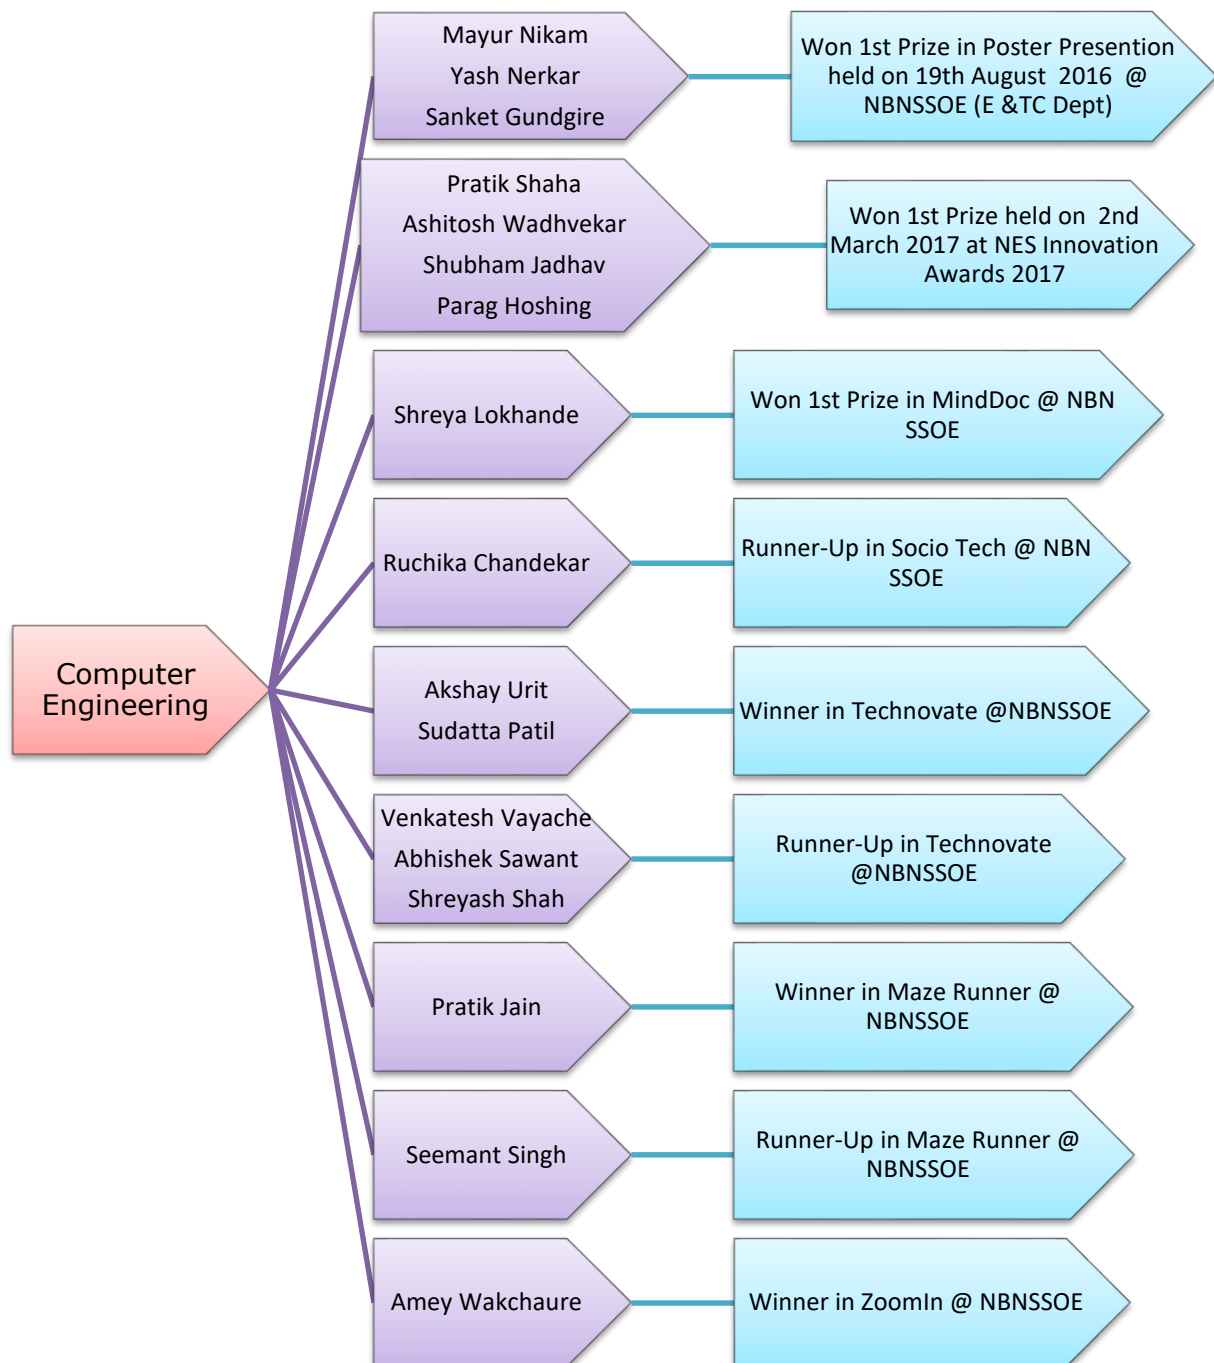 Mayur Nikam
Yash Nerkar
Sanket Gundgire
Won 1st Prize in Poster Presention
held on 19th August  2016  @
NBNSSOE (E &TC Dept)
Pratik Shaha
Ashitosh Wadhvekar
Shubham Jadhav
Parag Hoshing
Won 1st Prize held on  2nd
March 2017 at NES Innovation
Awards 2017
Shreya Lokhande
Won 1st Prize in MindDoc @ NBN
SSOE
Ruchika Chandekar
Runner-Up in Socio Tech @ NBN
SSOE
Computer
Engineering
Akshay Urit
Sudatta Patil
Winner in Technovate @NBNSSOE
Venkatesh Vayache
Abhishek Sawant
Shreyash Shah
Runner-Up in Technovate
@NBNSSOE
Pratik Jain
Winner in Maze Runner @
NBNSSOE
Seemant Singh
Runner-Up in Maze Runner @
NBNSSOE
Amey Wakchaure
Winner in ZoomIn @ NBNSSOE